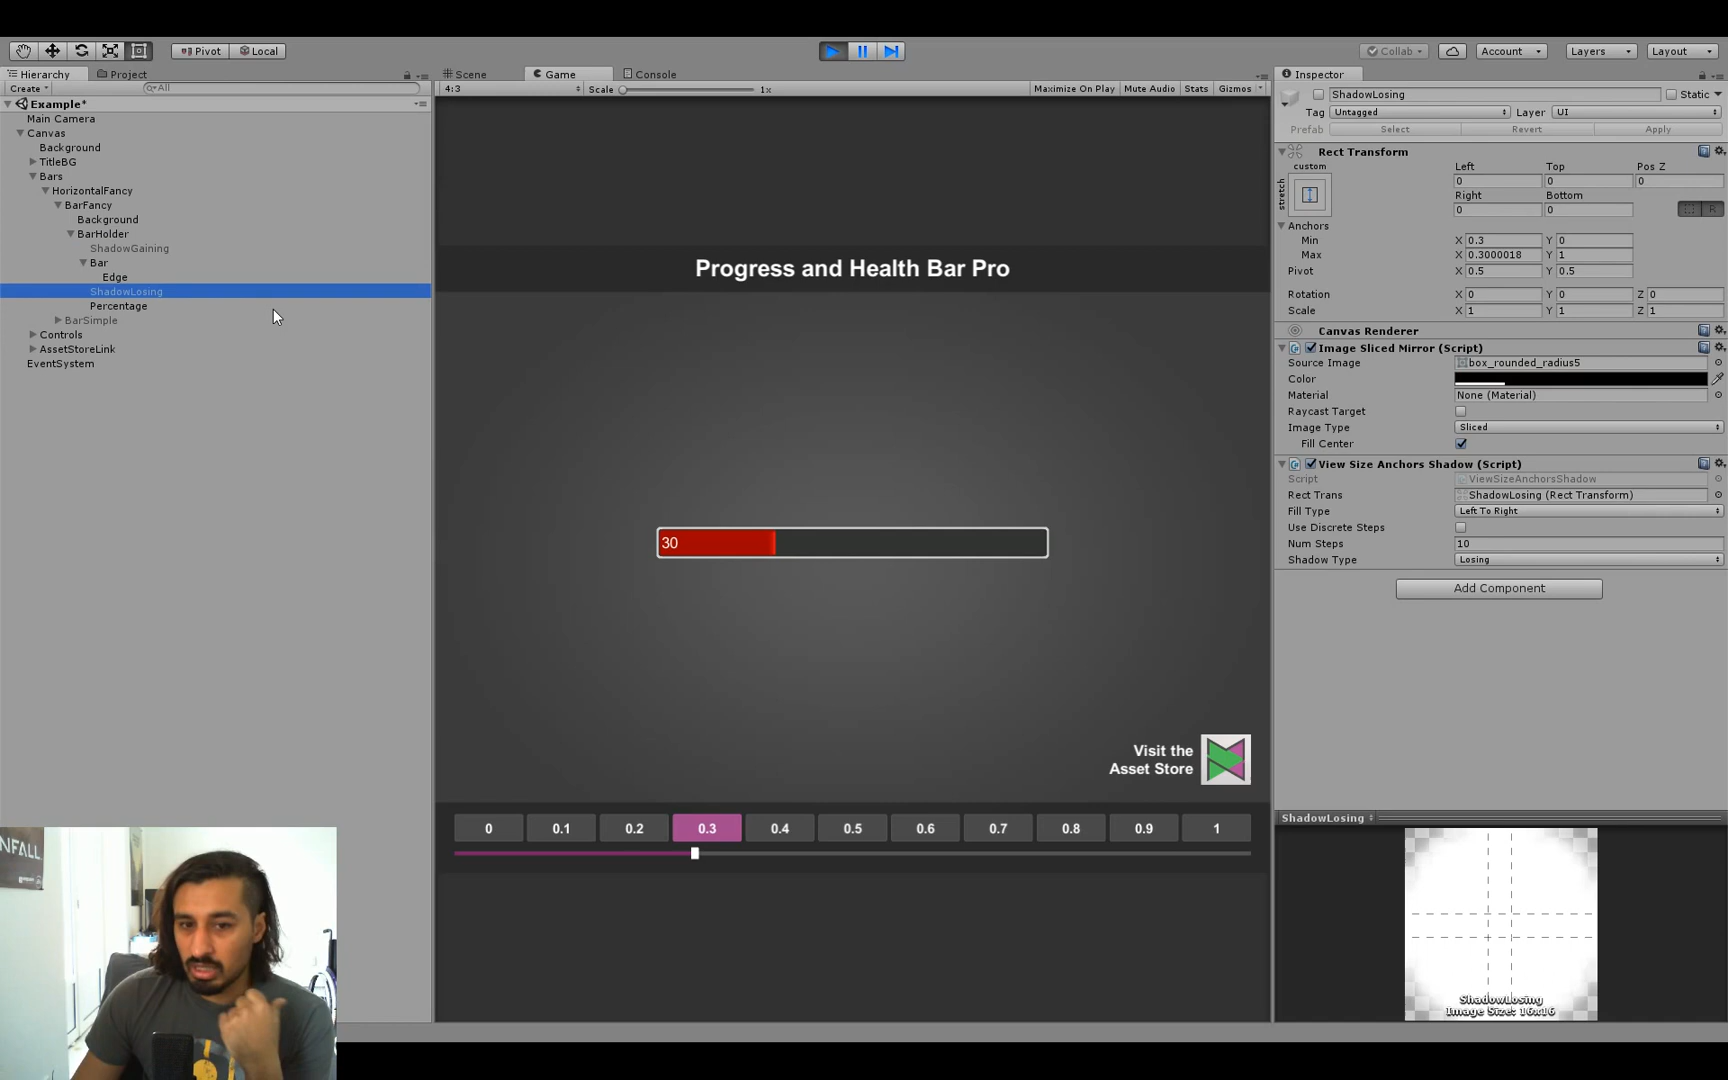 Pivot Local Collab Account Layers Layout
Hierarchy Project
Create All
Example*
Main Camera
Canvas
Background
TitleBG
Bars
HorizontalFancy
BarFancy
Background
BarHolder
ShadowGaining
Bar
Edge
ShadowLosing
Percentage
BarSimple
Controls
AssetStoreLink
EventSystem
Scene Game Console
4:3 Scale 1x Maximize On Play Mute Audio Stats Gizmos
Progress and Health Bar Pro
30
Visit the
Asset Store
0 0.1 0.2 0.3 0.4 0.5 0.6 0.7 0.8 0.9 1
Inspector
ShadowLosing Static
Tag Untagged Layer UI
Prefab Select Revert Apply
Rect Transform
custom Left Top Pos Z
stretch 0 0 0
Right Bottom
0 0 R
Anchors
Min X 0.3 Y 0
Max X 0.3000018 Y 1
Pivot X 0.5 Y 0.5
Rotation X 0 Y 0 Z 0
Scale X 1 Y 1 Z 1
Canvas Renderer
Image Sliced Mirror (Script)
Source Image box_rounded_radius5
Color
Material None (Material)
Raycast Target
Image Type Sliced
Fill Center
View Size Anchors Shadow (Script)
Script ViewSizeAnchorsShadow
Rect Trans ShadowLosing (Rect Transform)
Fill Type Left To Right
Use Discrete Steps
Num Steps 10
Shadow Type Losing
Add Component
ShadowLosing
ShadowLosing
Image Size: 16x16
NFALL